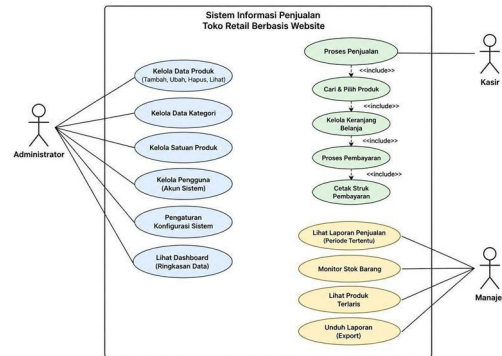 Sistem Informasi Penjualan
Toko Retail Berbasis Website
Administrator
Kelola Data Produk
(Tambah, Ubah, Hapus, Lihat)
Kelola Data Kategori
Kelola Satuan Produk
Kelola Pengguna
(Akun Sistem)
Pengaturan
Konfigurasi Sistem
Lihat Dashboard
(Ringkasan Data)
Proses Penjualan
<<include>>
Cari & Pilih Produk
<<include>>
Kelola Keranjang
Belanja
<<include>>
Proses Pembayaran
<<include>>
Cetak Struk
Pembayaran
Kasir
Lihat Laporan Penjualan
(Periode Tertentu)
Monitor Stok Barang
Lihat Produk
Terlaris
Unduh Laporan
(Export)
Manaje